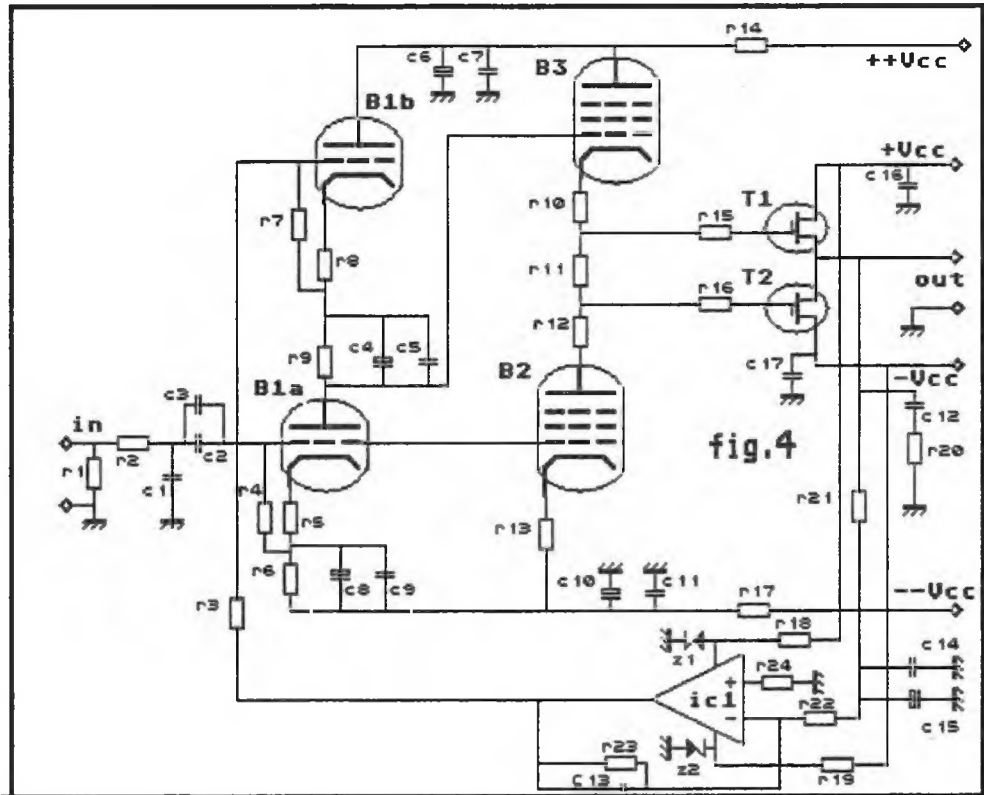 r14
c6
c7
B3
++Vcc
B1b
+Vcc
c16
T1
r10
r15
r7
r8
out
r11
T2
r16
r12
r9
c4
c5
c17
B2
-Vcc
c3
B1a
c12
in
c2
fig.4
r20
r1
r2
c1
r4
r5
r21
r13
r6
c8
c9
c10
c11
--Vcc
r3
r17
r18
c14
z1
+
r24
ic1
-
r22
c15
r23
z2
r19
C13